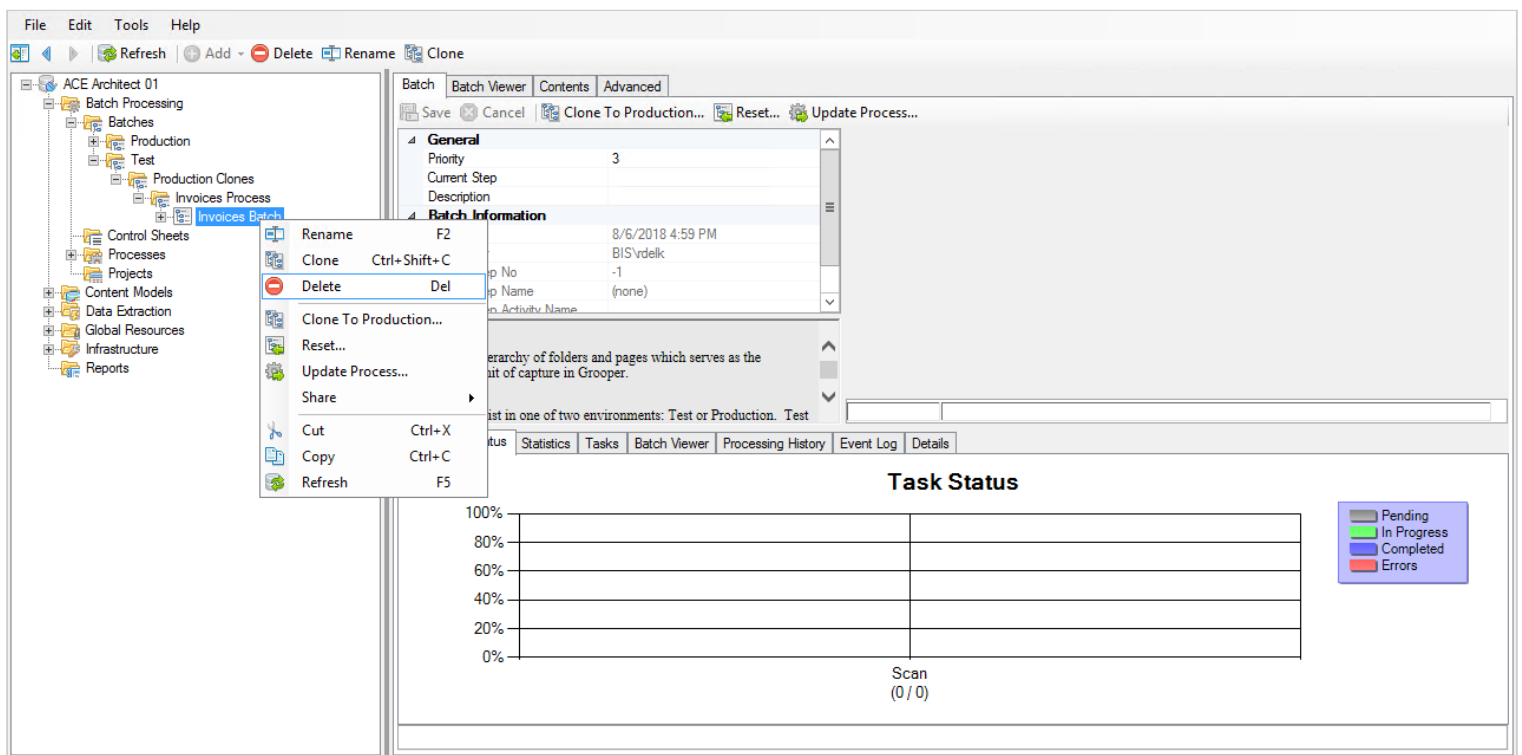 File Edit Tools Help
Refresh Add Delete Rename Clone
ACE Architect 01
Batch Processing
Batches
Production
Test
Production Clones
Invoices Process
Invoices Batch
Control Sheets
Processes
Projects
Content Models
Data Extraction
Global Resources
Infrastructure
Reports
Rename F2
Clone Ctrl+Shift+C
Delete Del
Clone To Production...
Reset...
Update Process...
Share
Cut Ctrl+X
Copy Ctrl+C
Refresh F5
Batch Batch Viewer Contents Advanced
Save Cancel Clone To Production... Reset... Update Process...
General
Priority 3
Current Step
Description
Batch Information
8/6/2018 4:59 PM
BIS\rdelk
No -1
Name (none)
Activity Name
of folders and pages which serves as the
of capture in Grooper.
in one of two environments: Test or Production. Test
Statistics Tasks Batch Viewer Processing History Event Log Details
Task Status
100%
80%
60%
40%
20%
0%
Scan
(0 / 0)
Pending
In Progress
Completed
Errors